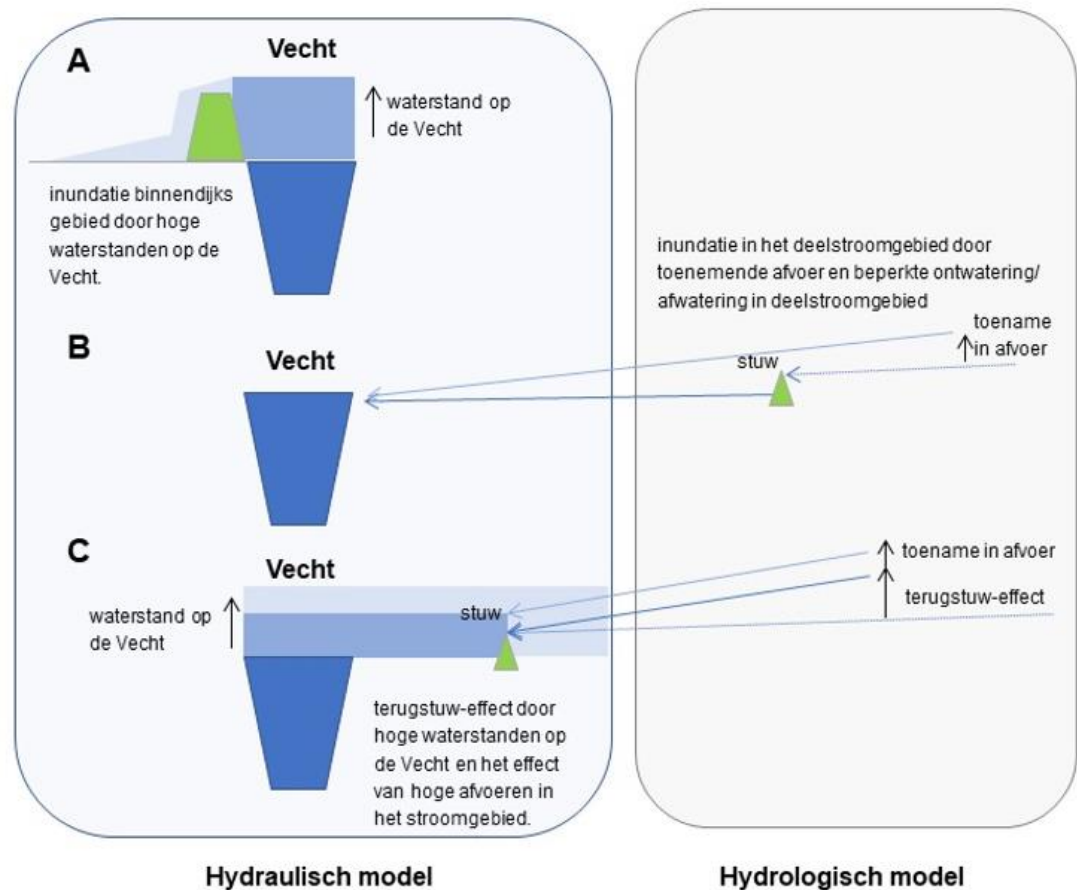 A
Vecht
waterstand op
de Vecht
inundatie binnendijks
gebied door hoge
waterstanden op de
Vecht.
inundatie in het deelstroomgebied door
toenemende afvoer en beperkte ontwatering/
afwatering in deelstroomgebied
B
Vecht
stuw
toename
in afvoer
C
Vecht
waterstand op
de Vecht
stuw
toename in afvoer
terugstuw-effect
terugstuw-effect door
hoge waterstanden op
de Vecht en het effect
van hoge afvoeren in
het stroomgebied.
Hydraulisch model
Hydrologisch model